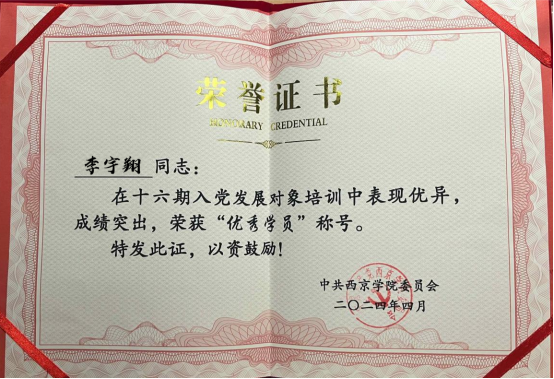 荣誉证书
HONORARY CREDENTIAL
李宇翔 同志：
在十六期入党发展对象培训中表现优异，
成绩突出，荣获“优秀学员”称号。
特发此证，以资鼓励！
中共西京学院委员会
二〇二四年四月